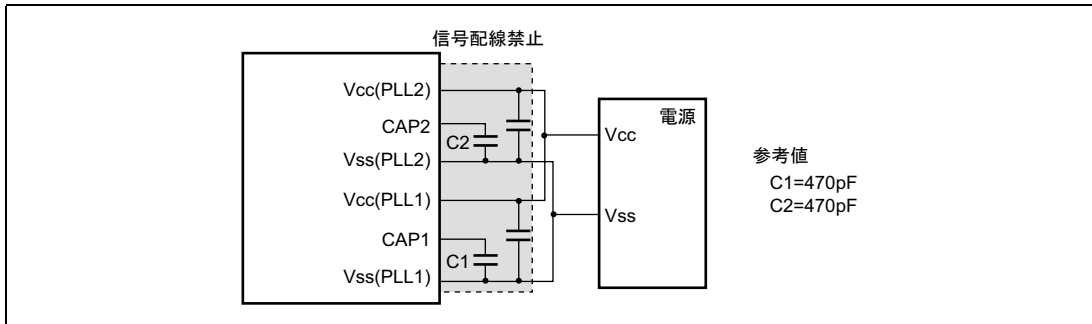 信号配線禁止
Vcc(PLL2)
CAP2
C2
Vss(PLL2)
Vcc(PLL1)
CAP1
C1
Vss(PLL1)
電源
Vcc
Vss
参考値
C1=470pF
C2=470pF